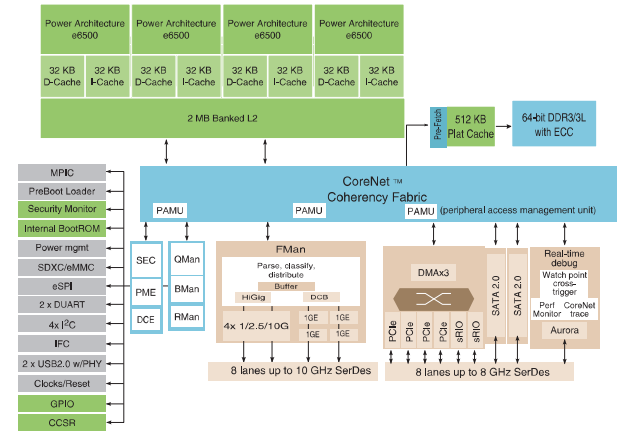 Power Architecture
e6500
Power Architecture
e6500
Power Architecture
e6500
Power Architecture
e6500
32 KB
D-Cache
32 KB
I-Cache
32 KB
D-Cache
32 KB
I-Cache
32 KB
D-Cache
32 KB
I-Cache
32 KB
D-Cache
32 KB
I-Cache
2 MB Banked L2
Pre-Fetch
512 KB
Plat Cache
64-bit DDR3/3L
with ECC
CoreNet ™
Coherency Fabric
PAMU
PAMU
PAMU
(peripheral access management unit)
MPIC
PreBoot Loader
Security Monitor
Internal BootROM
Power mgmt
SDXC/eMMC
eSPI
2 x DUART
4x I²C
IFC
2 x USB2.0 w/PHY
Clocks/Reset
GPIO
CCSR
SEC
PME
DCE
QMan
BMan
RMan
FMan
Parse, classify,
distribute
Buffer
HiGig
DCB
4x 1/2.5/10G
1GE
1GE
1GE
1GE
8 lanes up to 10 GHz SerDes
DMAx3
PCIe
PCIe
PCIe
PCIe
sRIO
sRIO
SATA 2.0
SATA 2.0
8 lanes up to 8 GHz SerDes
Real-time
debug
Watch point
cross-
trigger
Perf
Monitor
CoreNet
trace
Aurora